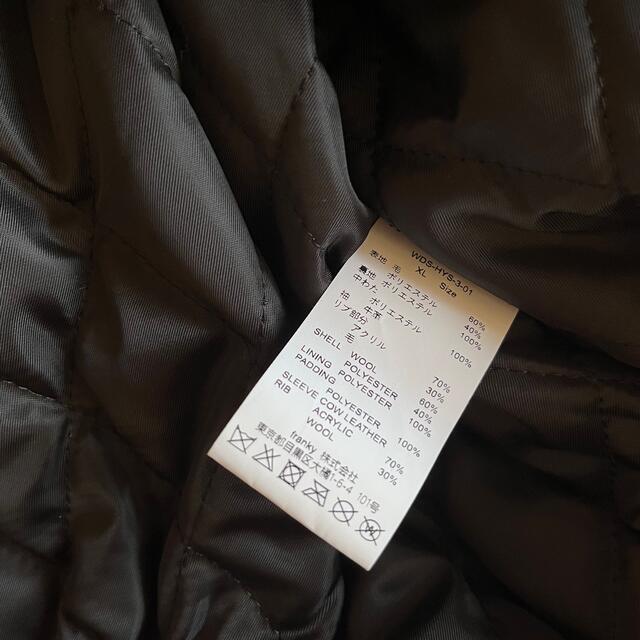 WDS-HYS-3-01
XL Size
表地 毛 60%
ポリエステル 40%
裏地 ポリエステル 100%
中わた ポリエステル 100%
袖 牛革
リブ部分 アクリル 70%
毛 30%
SHELL WOOL 60%
POLYESTER 40%
LINING POLYESTER 100%
PADDING POLYESTER 100%
SLEEVE COW LEATHER
RIB ACRYLIC 70%
WOOL 30%
franky 株式会社
東京都目黒区大橋1-6-4 101号